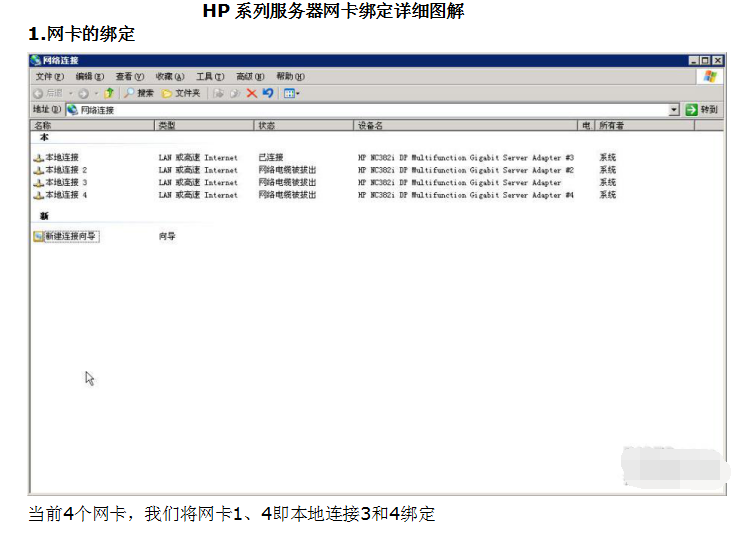 HP 系列服务器网卡绑定详细图解
1.网卡的绑定
网络连接
文件(F) 编辑(E) 查看(V) 收藏(A) 工具(T) 高级(N) 帮助(H)
后退 搜索 文件夹
地址(D) 网络连接 转到
名称 类型 状态 设备名 电 所有者
本
本地连接 LAN 或高速 Internet 已连接 HP NC382i DP Multifunction Gigabit Server Adapter #3 系统
本地连接 2 LAN 或高速 Internet 网络电缆被拔出 HP NC382i DP Multifunction Gigabit Server Adapter #2 系统
本地连接 3 LAN 或高速 Internet 网络电缆被拔出 HP NC382i DP Multifunction Gigabit Server Adapter 系统
本地连接 4 LAN 或高速 Internet 网络电缆被拔出 HP NC382i DP Multifunction Gigabit Server Adapter #4 系统
新
新建连接向导 向导
当前4个网卡，我们将网卡1、4即本地连接3和4绑定